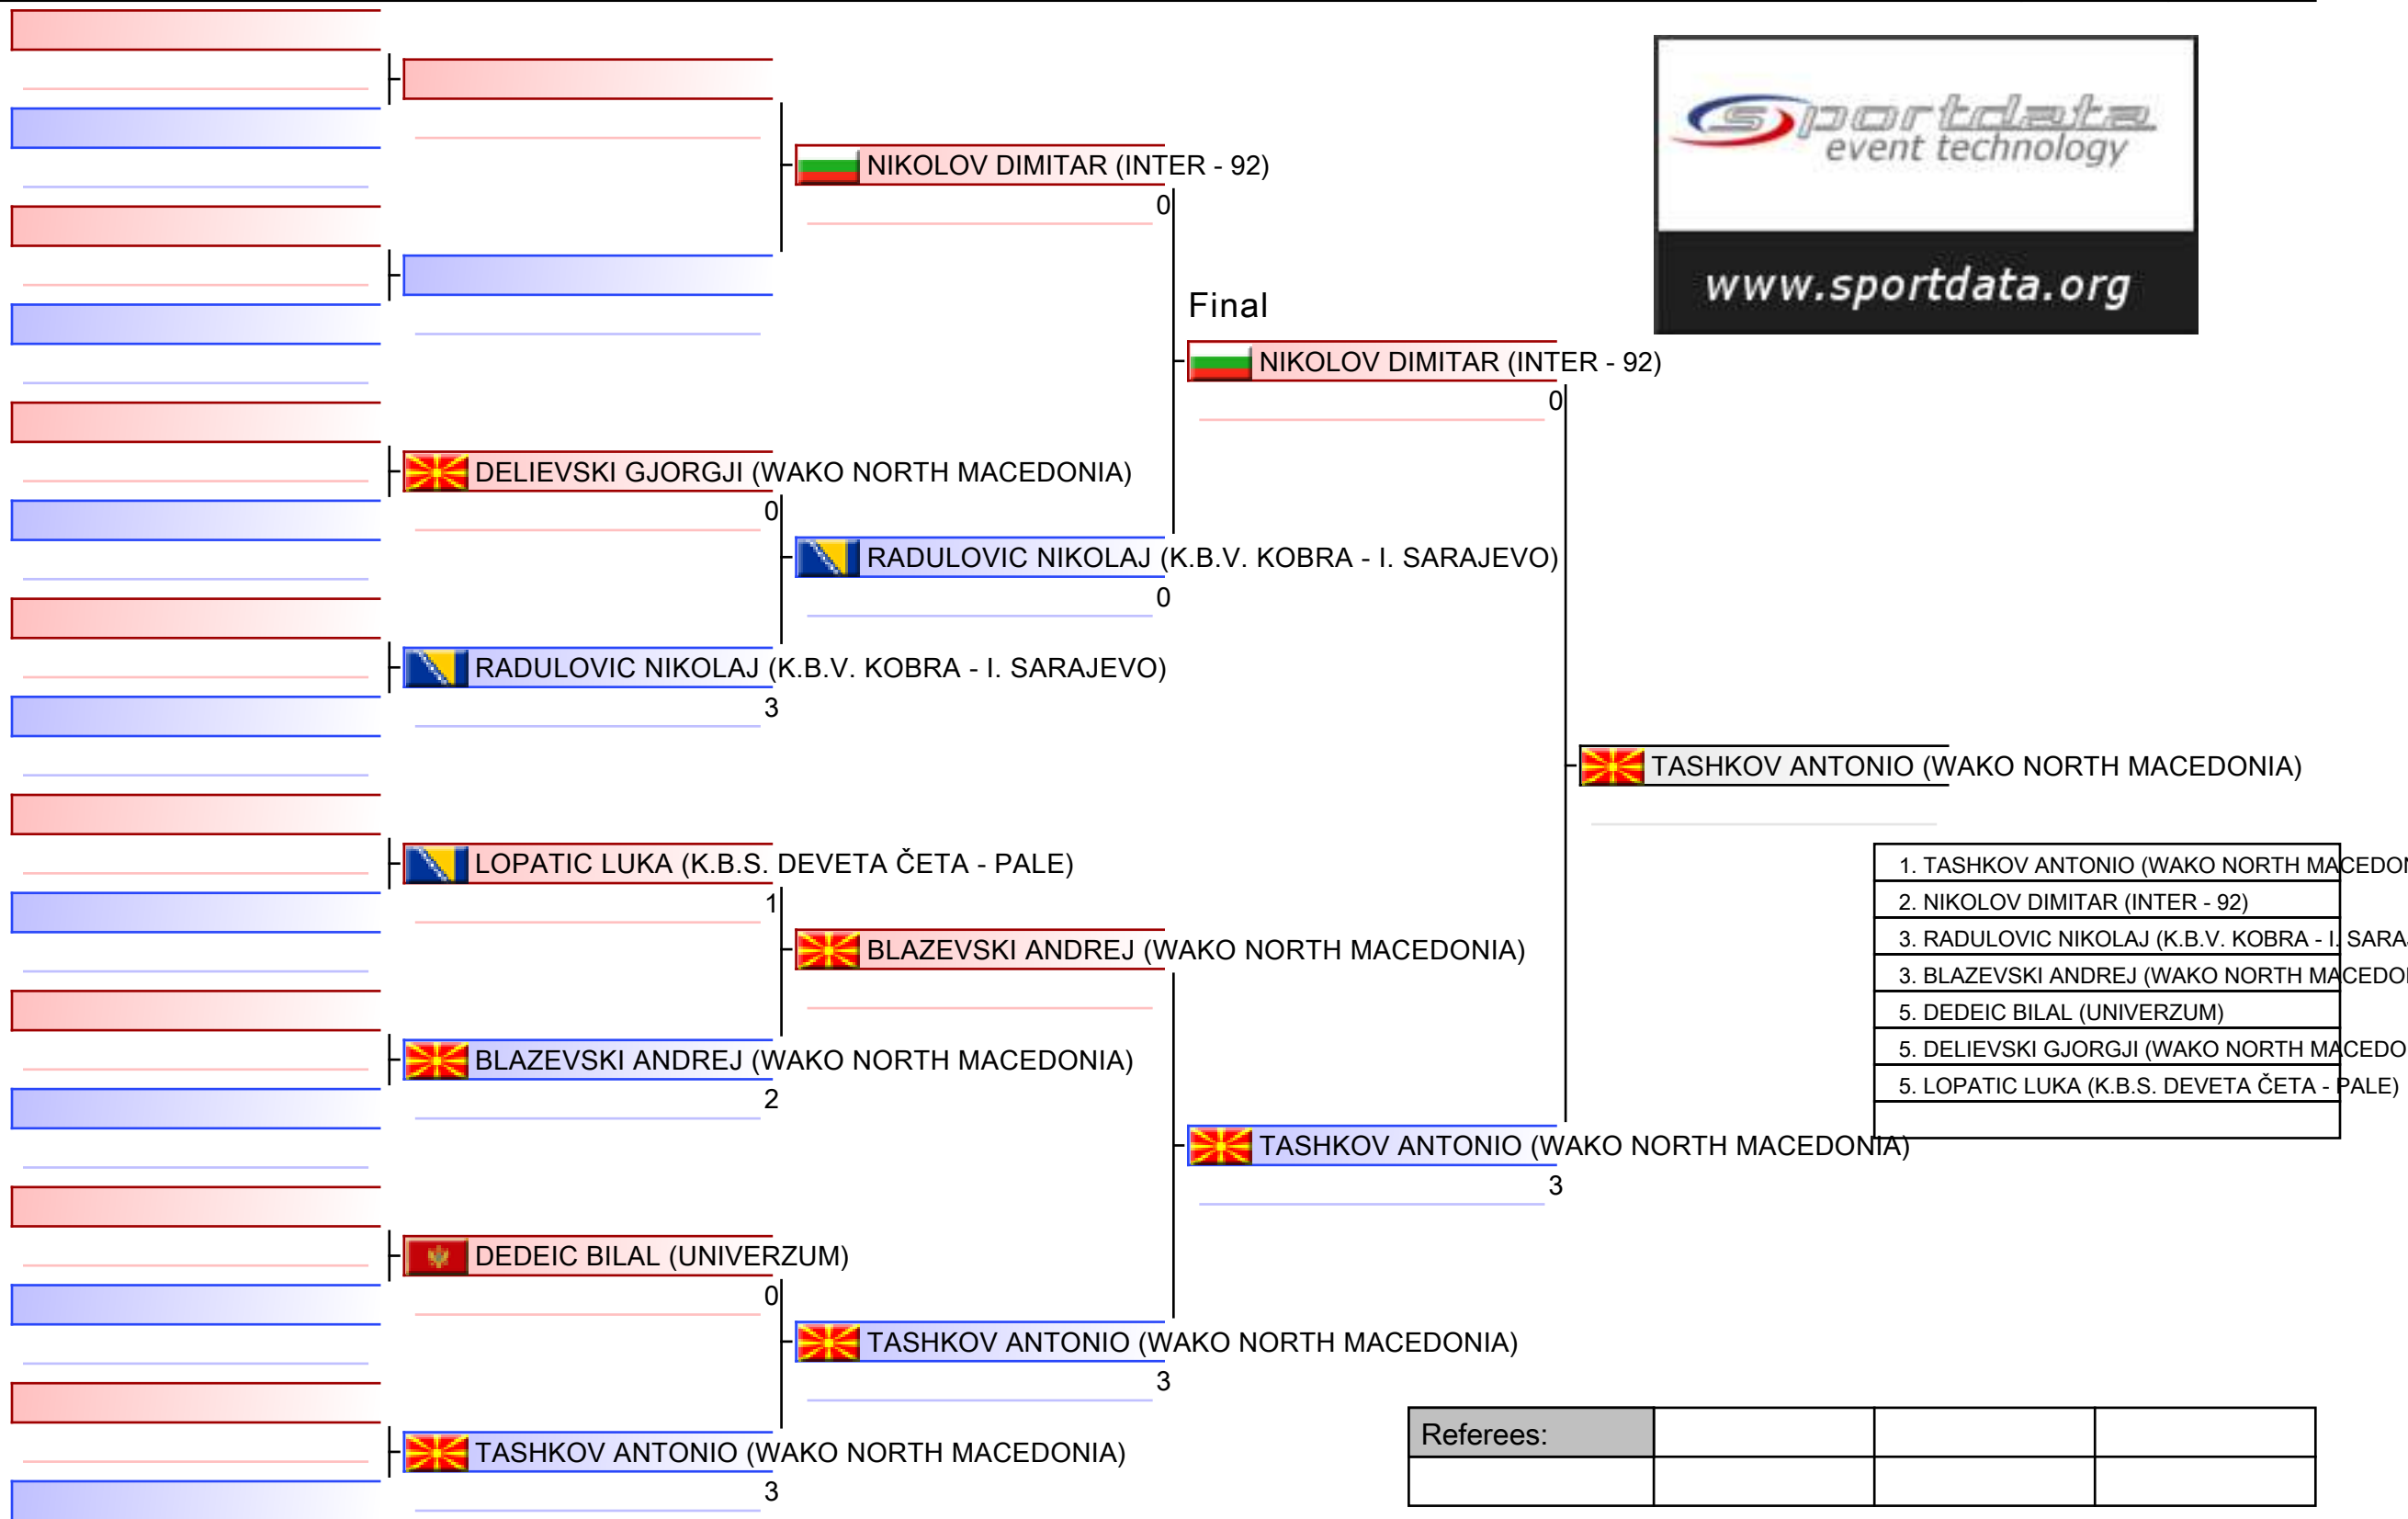 sportdata
event technology
www.sportdata.org
NIKOLOV DIMITAR (INTER - 92)
0
Final
NIKOLOV DIMITAR (INTER - 92)
0
DELIEVSKI GJORGJI (WAKO NORTH MACEDONIA)
0
RADULOVIC NIKOLAJ (K.B.V. KOBRA - I. SARAJEVO)
0
RADULOVIC NIKOLAJ (K.B.V. KOBRA - I. SARAJEVO)
3
TASHKOV ANTONIO (WAKO NORTH MACEDONIA)
LOPATIC LUKA (K.B.S. DEVETA ČETA - PALE)
1
BLAZEVSKI ANDREJ (WAKO NORTH MACEDONIA)
BLAZEVSKI ANDREJ (WAKO NORTH MACEDONIA)
2
1. TASHKOV ANTONIO (WAKO NORTH MACEDON
2. NIKOLOV DIMITAR (INTER - 92)
3. RADULOVIC NIKOLAJ (K.B.V. KOBRA - I. SARAJ
3. BLAZEVSKI ANDREJ (WAKO NORTH MACEDON
5. DEDEIC BILAL (UNIVERZUM)
5. DELIEVSKI GJORGJI (WAKO NORTH MACEDO
5. LOPATIC LUKA (K.B.S. DEVETA ČETA - PALE)
TASHKOV ANTONIO (WAKO NORTH MACEDONIA)
3
DEDEIC BILAL (UNIVERZUM)
0
TASHKOV ANTONIO (WAKO NORTH MACEDONIA)
3
TASHKOV ANTONIO (WAKO NORTH MACEDONIA)
3
Referees: